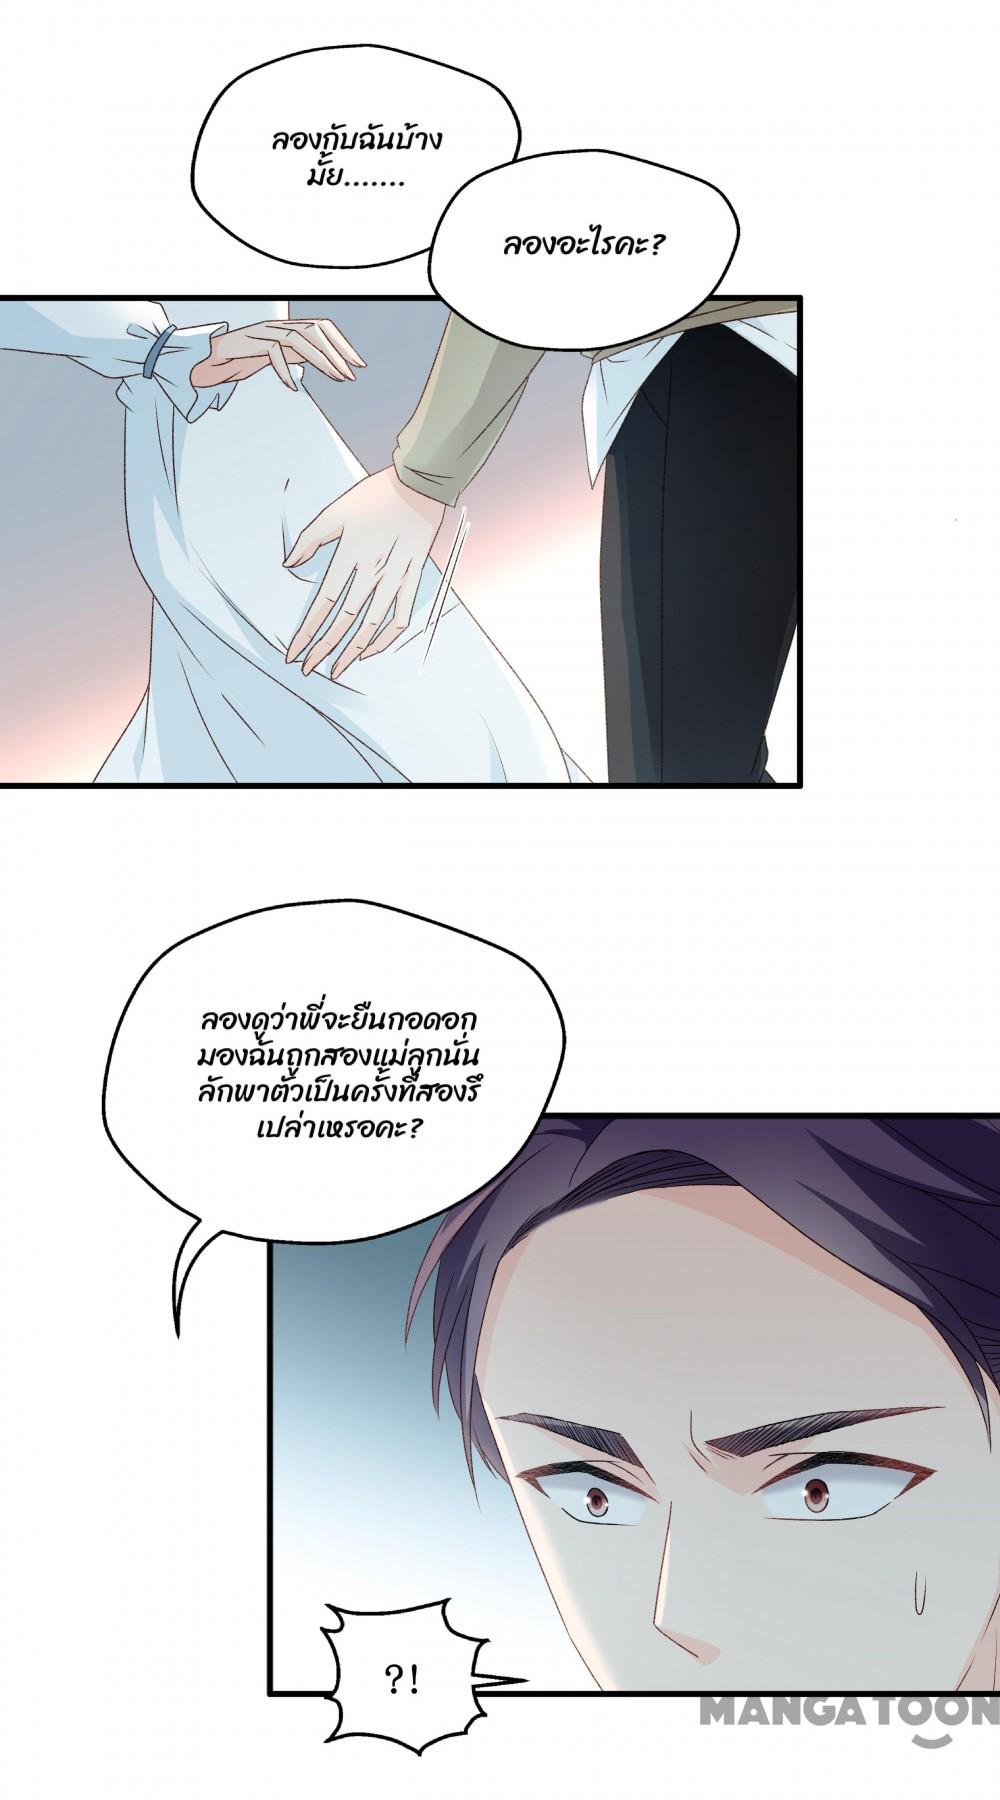 ลองกับฉันบ้าง
มั้ย.......
ลองอะไรคะ?
ลองดูว่าพี่จะยืนกอดอก
มองฉันถูกสองแม่ลูกนั่น
ลักพาตัวเป็นครั้งที่สองรึ
เปล่าเหรอคะ?
?!
MANGATOON